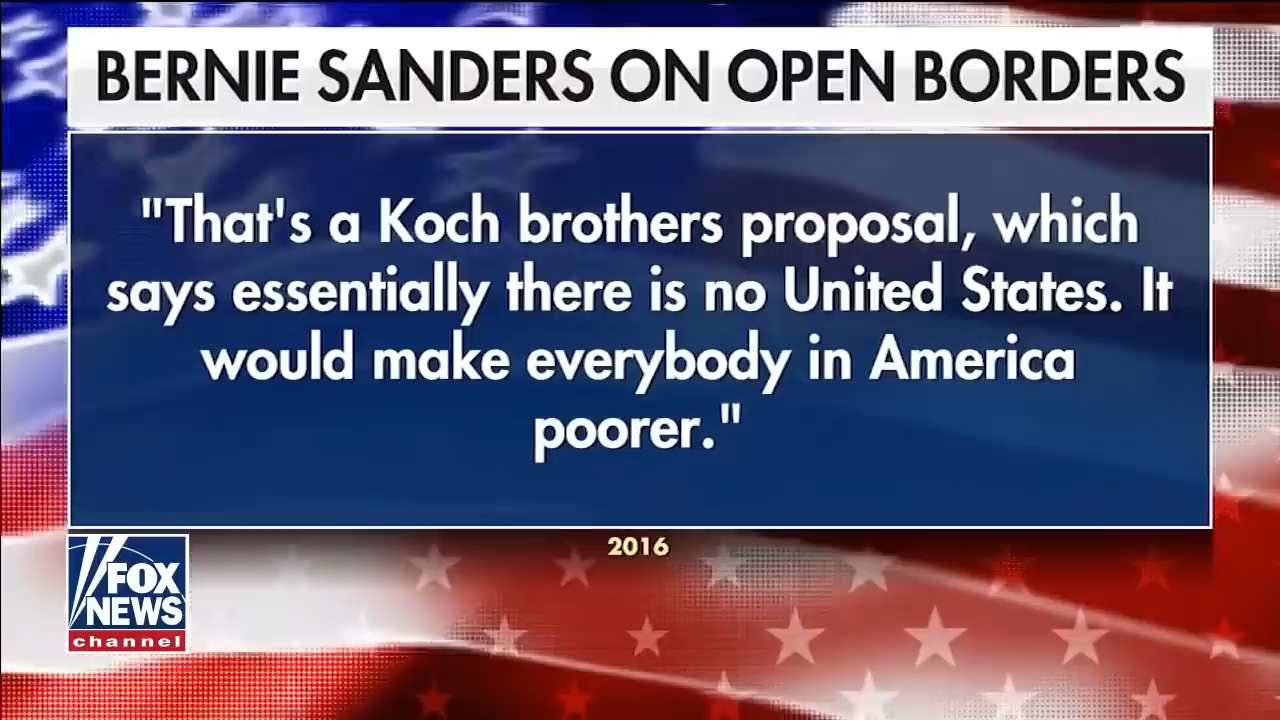 BERNIE SANDERS ON OPEN BORDERS
"That's a Koch brothers proposal, which
says essentially there is no United States. It
would make everybody in America
poorer."
2016
FOX
NEWS
channel